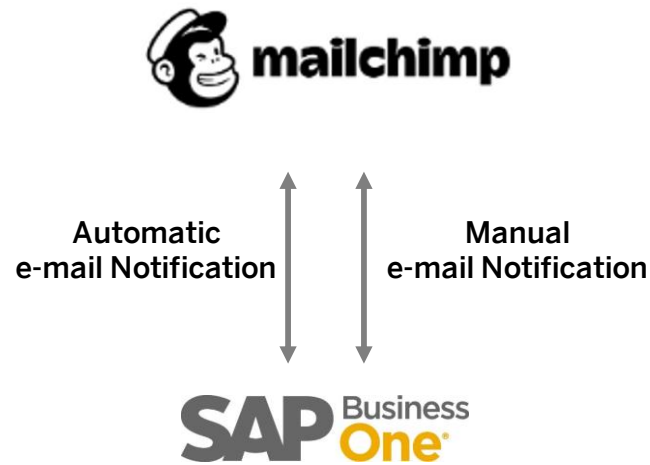 mailchimp
Automatic
e-mail Notification
Manual
e-mail Notification
SAP Business
One®